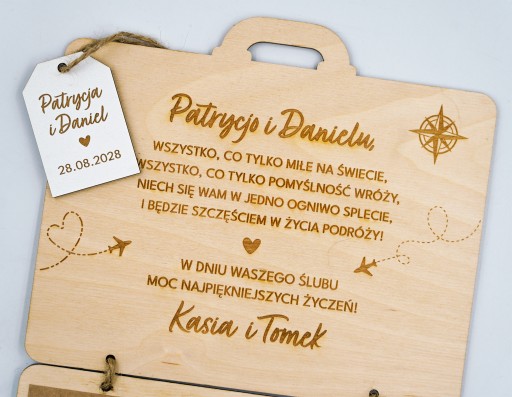 Patrycja
i Daniel
28.08.2028
Patrycjo i Danielu,
WSZYSTKO, CO TYLKO MIŁE NA ŚWIECIE,
WSZYSTKO, CO TYLKO POMYŚLNOŚĆ WRÓŻY,
NIECH SIĘ WAM W JEDNO OGNIWO SPLECIE,
I BĘDZIE SZCZĘŚCIEM W ŻYCIA PODRÓŻY!
W DNIU WASZEGO ŚLUBU
MOC NAJPIĘKNIEJSZYCH ŻYCZEŃ!
Kasia i Tomek